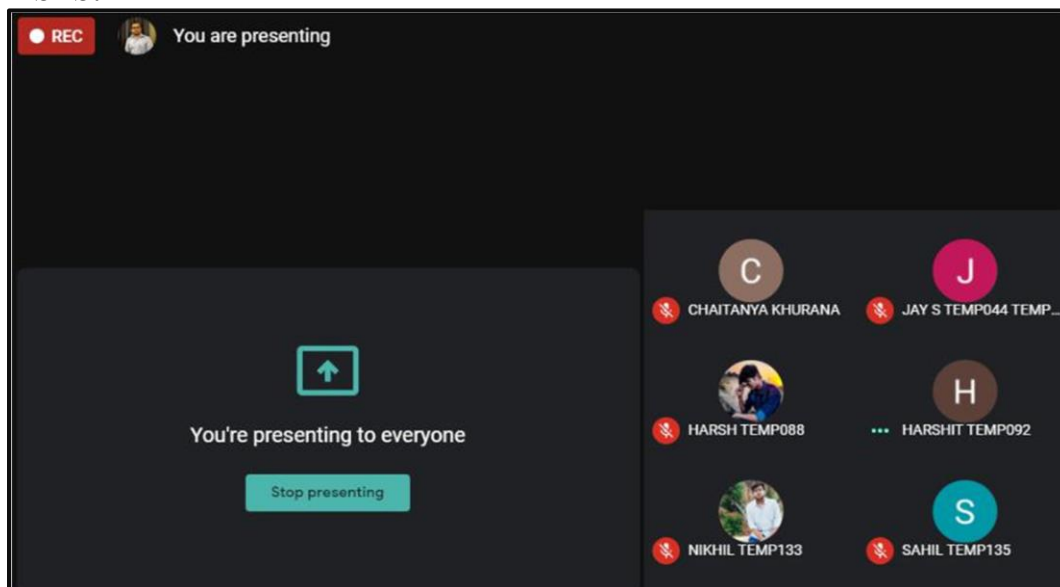 REC
You are presenting
C
J
CHAITANYA KHURANA
JAY S TEMP044 TEMP...
You're presenting to everyone
Stop presenting
H
HARSH TEMP088
HARSHIT TEMP092
S
NIKHIL TEMP133
SAHIL TEMP135